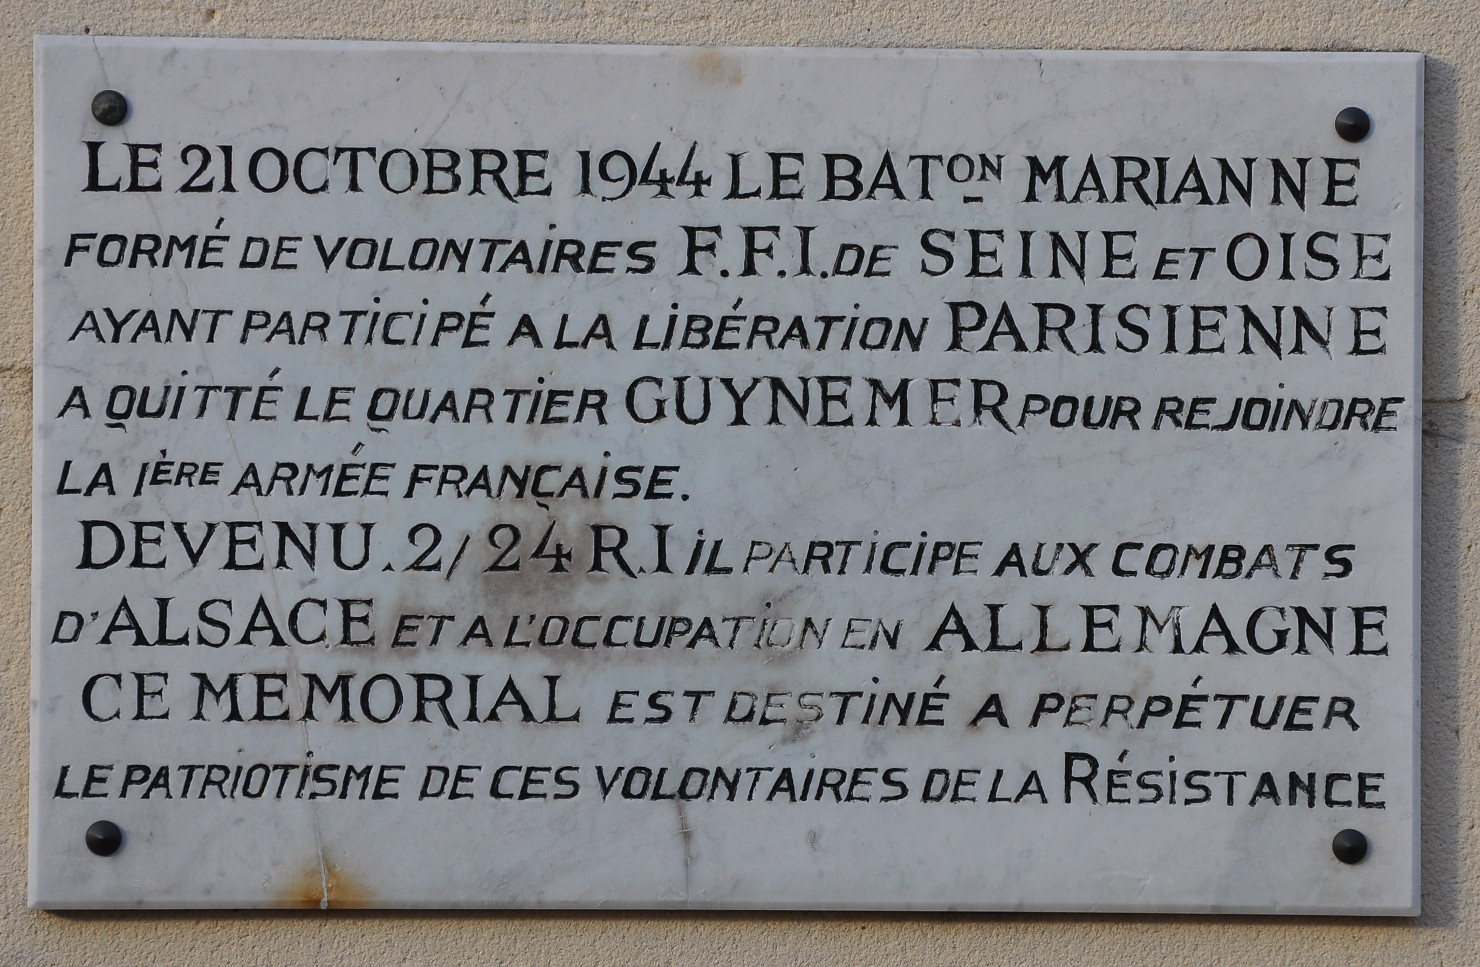 LE 21 OCTOBRE 1944 LE BATON MARIANNE
FORMÉ DE VOLONTAIRES F.F.I. DE SEINE ET OISE
AYANT PARTICIPÉ A LA LIBÉRATION PARISIENNE
A QUITTÉ LE QUARTIER GUYNEMER POUR REJOINDRE
LA 1ÈRE ARMÉE FRANÇAISE.
DEVENU. 2/24 R.I IL PARTICIPE AUX COMBATS
D'ALSACE ET A L'OCCUPATION EN ALLEMAGNE
CE MEMORIAL EST DESTINÉ A PERPÉTUER
LE PATRIOTISME DE CES VOLONTAIRES DE LA RÉSISTANCE